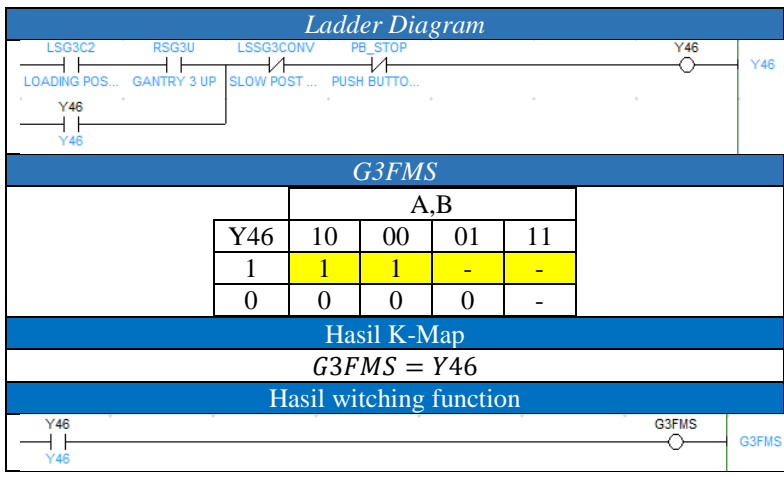 Ladder Diagram
LSG3C2 RSG3U LSSG3CONV PB_STOP Y46
Y46
LOADING POS... GANTRY 3 UP SLOW POST ... PUSH BUTTO...
Y46
Y46
G3FMS
A,B
Y46 10 00 01 11
1 1 1 - -
0 0 0 0 -
Hasil K-Map
G3FMS = Y46
Hasil witching function
Y46 G3FMS
G3FMS
Y46